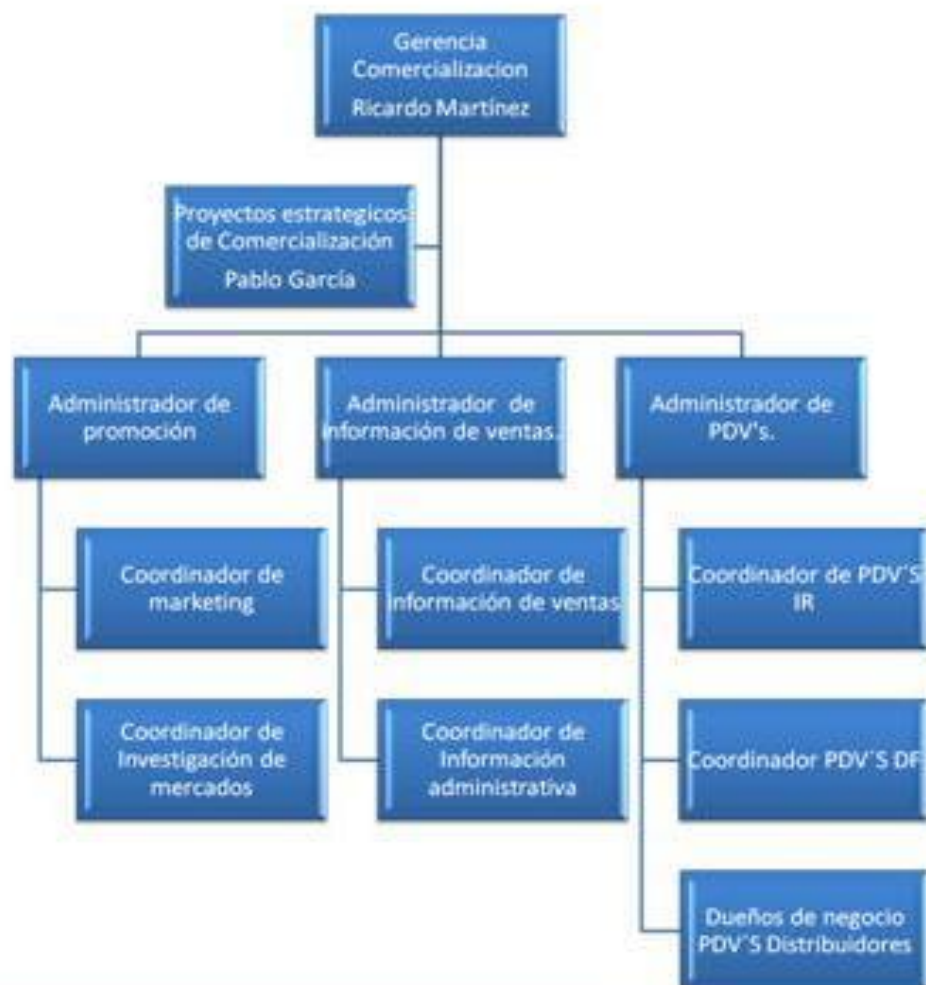 Gerencia
Comercializacion
Ricardo Martínez
Proyectos estrategicos
de Comercialización
Pablo García
Administrador de
promoción
Administrador de
información de ventas.
Administrador de
PDV's.
Coordinador de
marketing
Coordinador de
información de ventas
Coordinador de PDV´S
IR
Coordinador de
Investigación de
mercados
Coordinador de
Información
administrativa
Coordinador PDV´S DF
Dueños de negocio
PDV´S Distribuidores